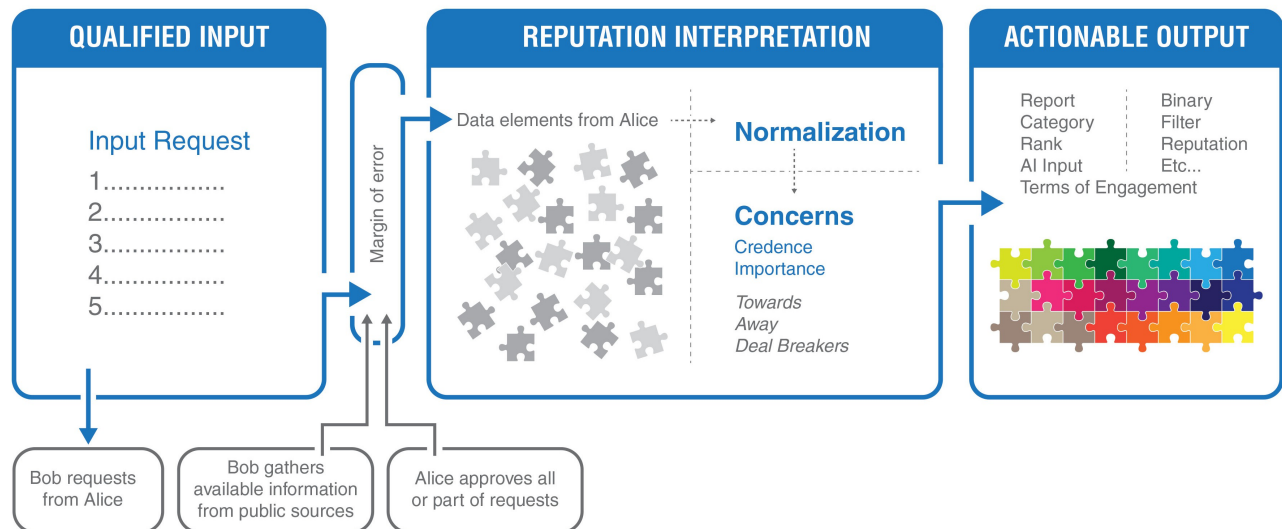 QUALIFIED INPUT
Input Request
1.................
2.................
3.................
4.................
5.................
Margin of error
REPUTATION INTERPRETATION
Data elements from Alice
Normalization
Concerns
Credence
Importance
Towards
Away
Deal Breakers
ACTIONABLE OUTPUT
Report
Category
Rank
AI Input
Binary
Filter
Reputation
Etc...
Terms of Engagement
Bob requests
from Alice
Bob gathers
available information
from public sources
Alice approves all
or part of requests